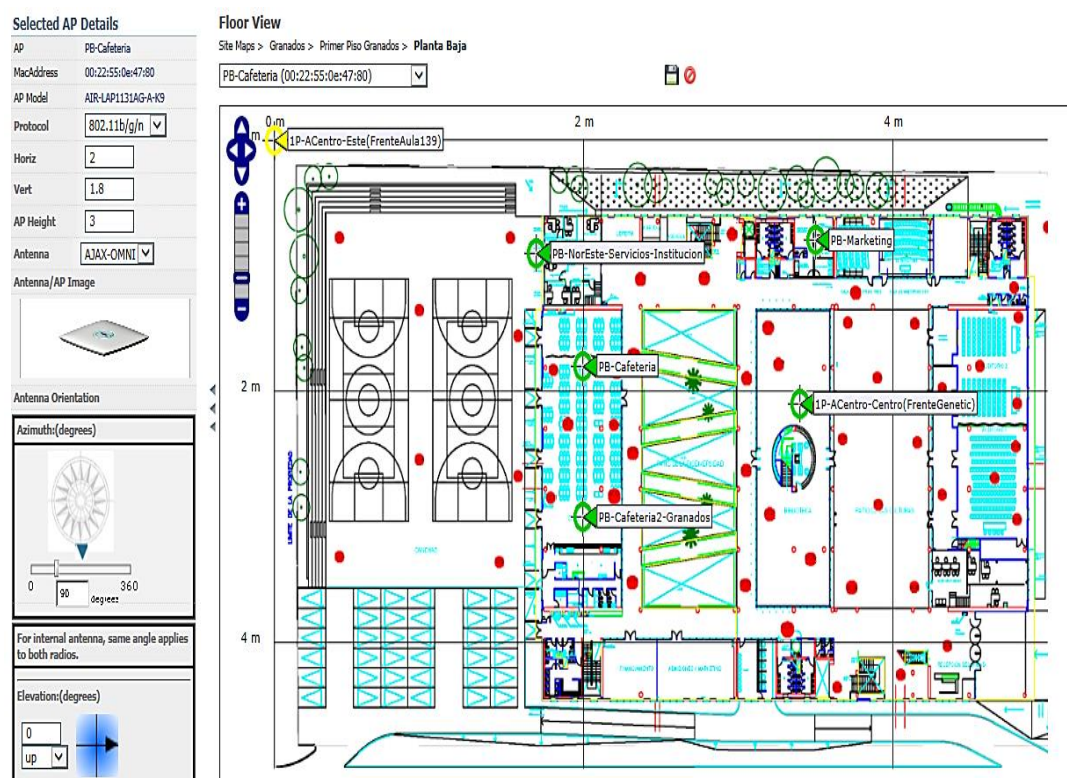 Selected AP Details
AP PB-Cafeteria
MacAddress 00:22:55:0e:47:80
AP Model AIR-LAP1131AG-A-K9
Protocol 802.11b/g/n
Horiz 2
Vert 1.8
AP Height 3
Antenna AJAX-OMNI
Antenna/AP Image
Antenna Orientation
Azimuth:(degrees)
0 360
90 degrees
For internal antenna, same angle applies
to both radios.
Elevation:(degrees)
0
up
Floor View
Site Maps > Granados > Primer Piso Granados > Planta Baja
PB-Cafeteria (00:22:55:0e:47:80)
0 m 2 m 4 m
m
1P-ACentro-Este(FrenteAula139)
PB-Marketing
PB-NorEste-Servicios-Institucion
PB-Cafeteria
2 m
1P-ACentro-Centro(FrenteGenetic)
PB-Cafeteria2-Granados
4 m